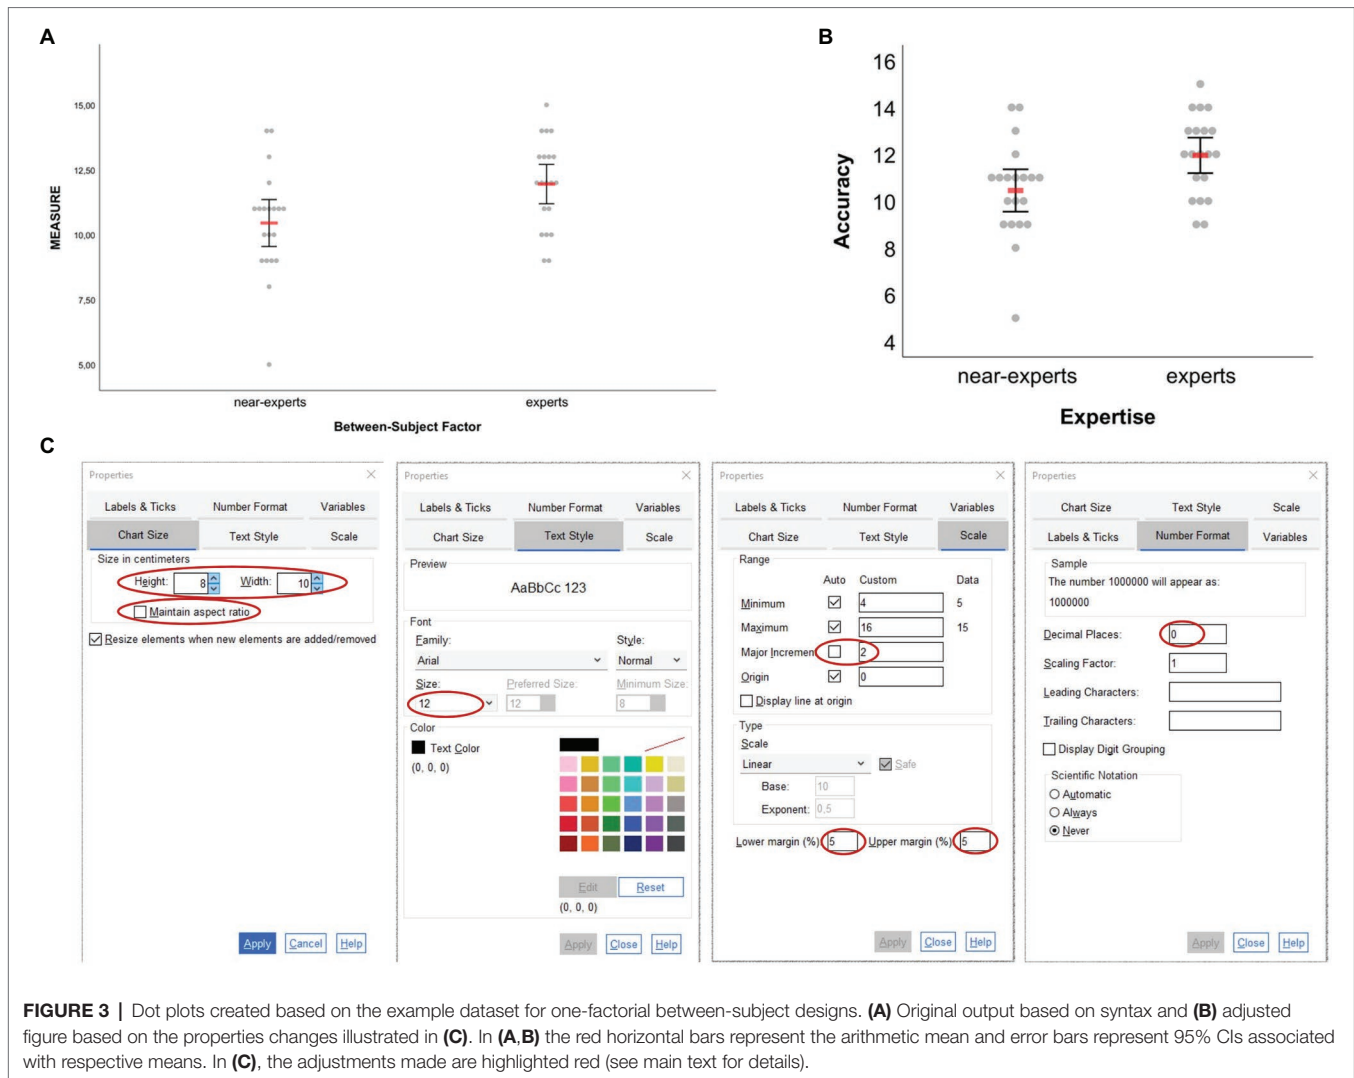 A
15,00
12,50
10,00
7,50
5,00
MEASURE
near-experts experts
Between-Subject Factor
B
16
14
12
10
8
6
4
Accuracy
near-experts experts
Expertise
C
Properties
Labels & Ticks Number Format Variables
Chart Size Text Style Scale
Size in centimeters
Height: 8 Width: 10
Maintain aspect ratio
Resize elements when new elements are added/removed
Apply Cancel Help
Properties
Labels & Ticks Number Format Variables
Chart Size Text Style Scale
Preview
AaBbCc 123
Font
Family: Style:
Arial Normal
Size: Preferred Size: Minimum Size:
12 12 8
Color
Text Color
(0, 0, 0)
Edit Reset
(0, 0, 0)
Apply Close Help
Properties
Labels & Ticks Number Format Variables
Chart Size Text Style Scale
Range
Auto Custom Data
Minimum 4 5
Maximum 16 15
Major Incremen 2
Origin 0
Display line at origin
Type
Scale
Linear Safe
Base: 10
Exponent: 0,5
Lower margin (%) 5 Upper margin (%) 5
Apply Close Help
Properties
Chart Size Text Style Scale
Labels & Ticks Number Format Variables
Sample
The number 1000000 will appear as:
1000000
Decimal Places: 0
Scaling Factor: 1
Leading Characters:
Trailing Characters:
Display Digit Grouping
Scientific Notation
Automatic
Always
Never
Apply Close Help
FIGURE 3 | Dot plots created based on the example dataset for one-factorial between-subject designs. (A) Original output based on syntax and (B) adjusted
figure based on the properties changes illustrated in (C). In (A,B) the red horizontal bars represent the arithmetic mean and error bars represent 95% CIs associated
with respective means. In (C), the adjustments made are highlighted red (see main text for details).